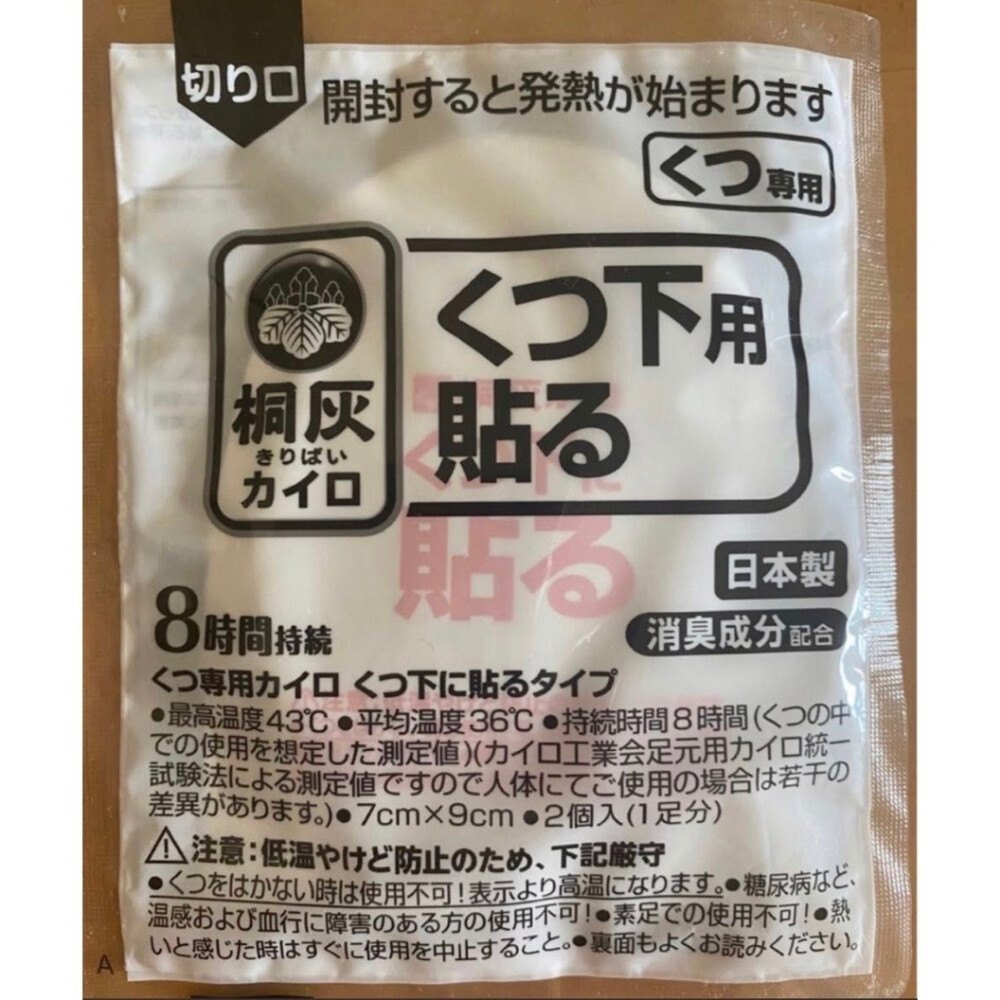 切り口
開封すると発熱が始まります
くつ専用
桐灰
きりばい
カイロ
くつ下用
貼る
くつ下に
貼る
日本製
消臭成分配合
8時間持続
くつ専用カイロ くつ下に貼るタイプ
●最高温度43℃ ●平均温度36℃ ●持続時間8時間(くつの中
での使用を想定した測定値)(カイロ工業会足元用カイロ統一
試験法による測定値ですので人体にてご使用の場合は若干の
差異があります。)●7cm×9cm ●2個入(1足分)
注意:低温やけど防止のため、下記厳守
●くつをはかない時は使用不可!表示より高温になります。●糖尿病など、
温感および血行に障害のある方の使用不可!●素足での使用不可!●熱
いと感じた時はすぐに使用を中止すること。●裏面もよくお読みください。
A